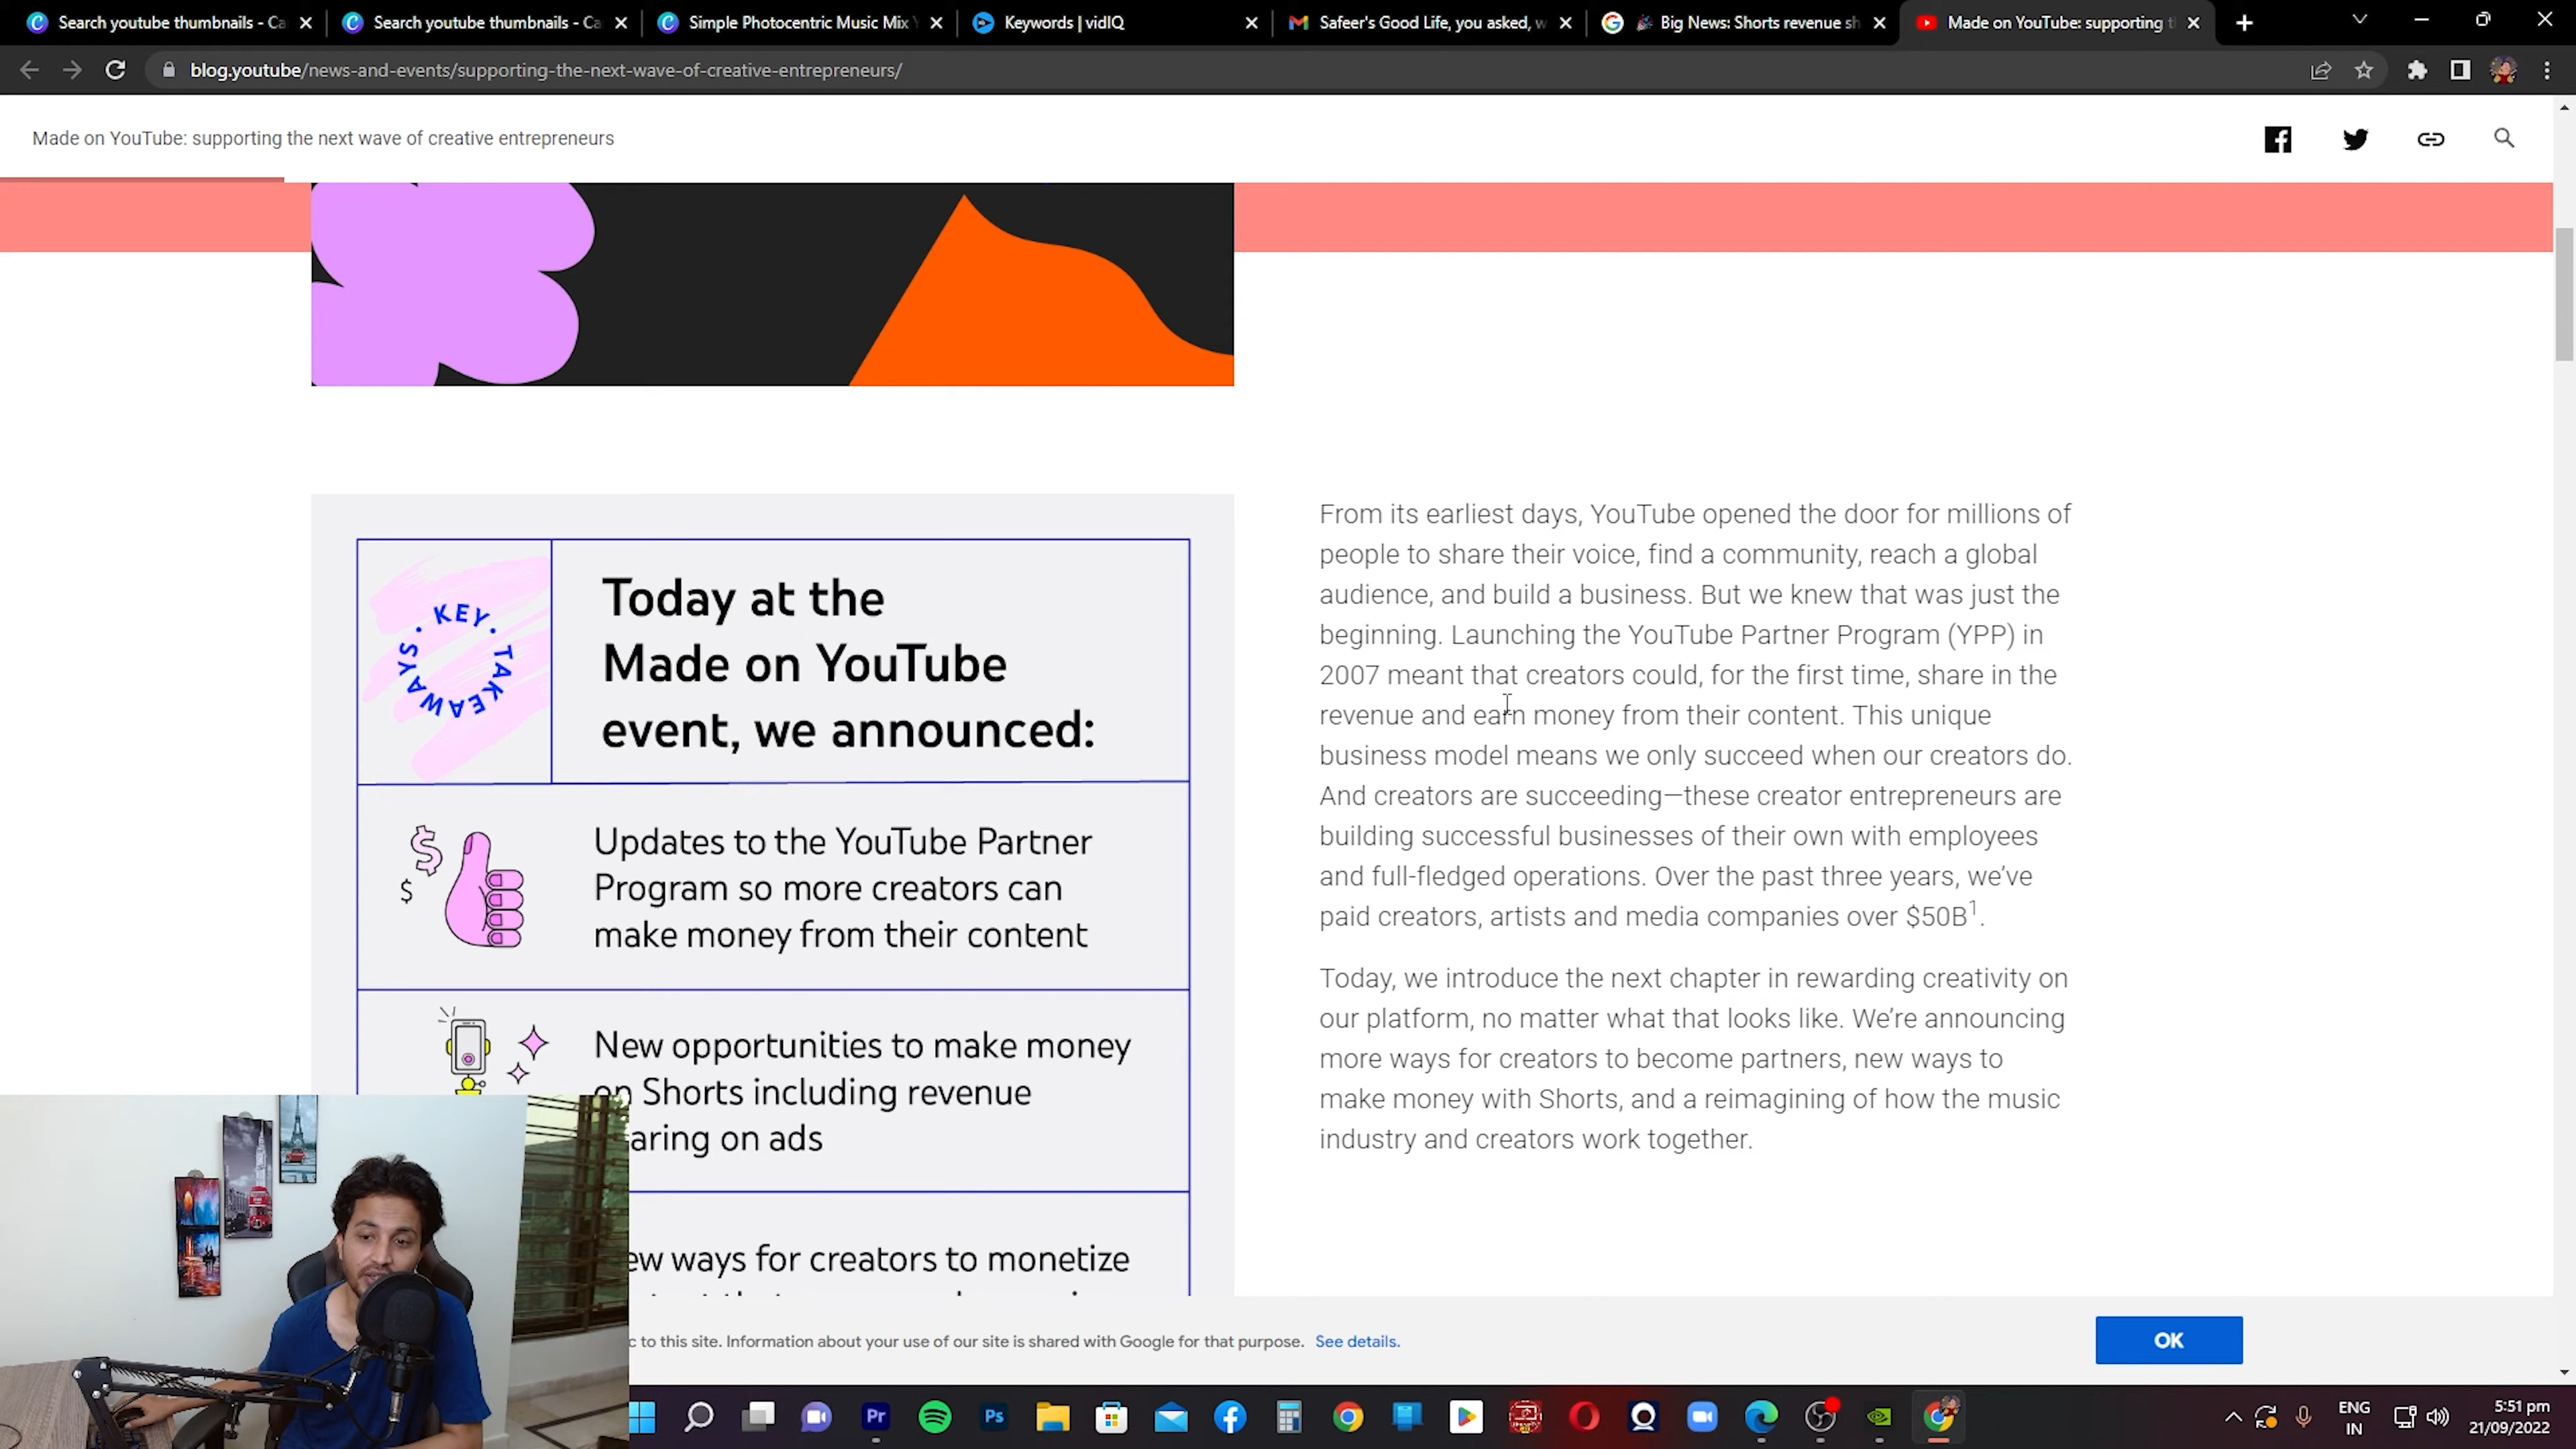 Search youtube thumbnails - Ca
Search youtube thumbnails - Ca
Simple Photocentric Music Mix Y
Keywords | vidIQ
Safeer's Good Life, you asked, w
Big News: Shorts revenue sh
Made on YouTube: supporting t
blog.youtube/news-and-events/supporting-the-next-wave-of-creative-entrepreneurs/
Made on YouTube: supporting the next wave of creative entrepreneurs
KEY · TAKEAWAYS ·
Today at the
Made on YouTube
event, we announced:
Updates to the YouTube Partner
Program so more creators can
make money from their content
New opportunities to make money
on Shorts including revenue
aring on ads
ew ways for creators to monetize
From its earliest days, YouTube opened the door for millions of
people to share their voice, find a community, reach a global
audience, and build a business. But we knew that was just the
beginning. Launching the YouTube Partner Program (YPP) in
2007 meant that creators could, for the first time, share in the
revenue and earn money from their content. This unique
business model means we only succeed when our creators do.
And creators are succeeding—these creator entrepreneurs are
building successful businesses of their own with employees
and full-fledged operations. Over the past three years, we've
paid creators, artists and media companies over $50B¹.
Today, we introduce the next chapter in rewarding creativity on
our platform, no matter what that looks like. We're announcing
more ways for creators to become partners, new ways to
make money with Shorts, and a reimagining of how the music
industry and creators work together.
c to this site. Information about your use of our site is shared with Google for that purpose. See details.
OK
Pr
Ps
ENG
IN
5:51 pm
21/09/2022